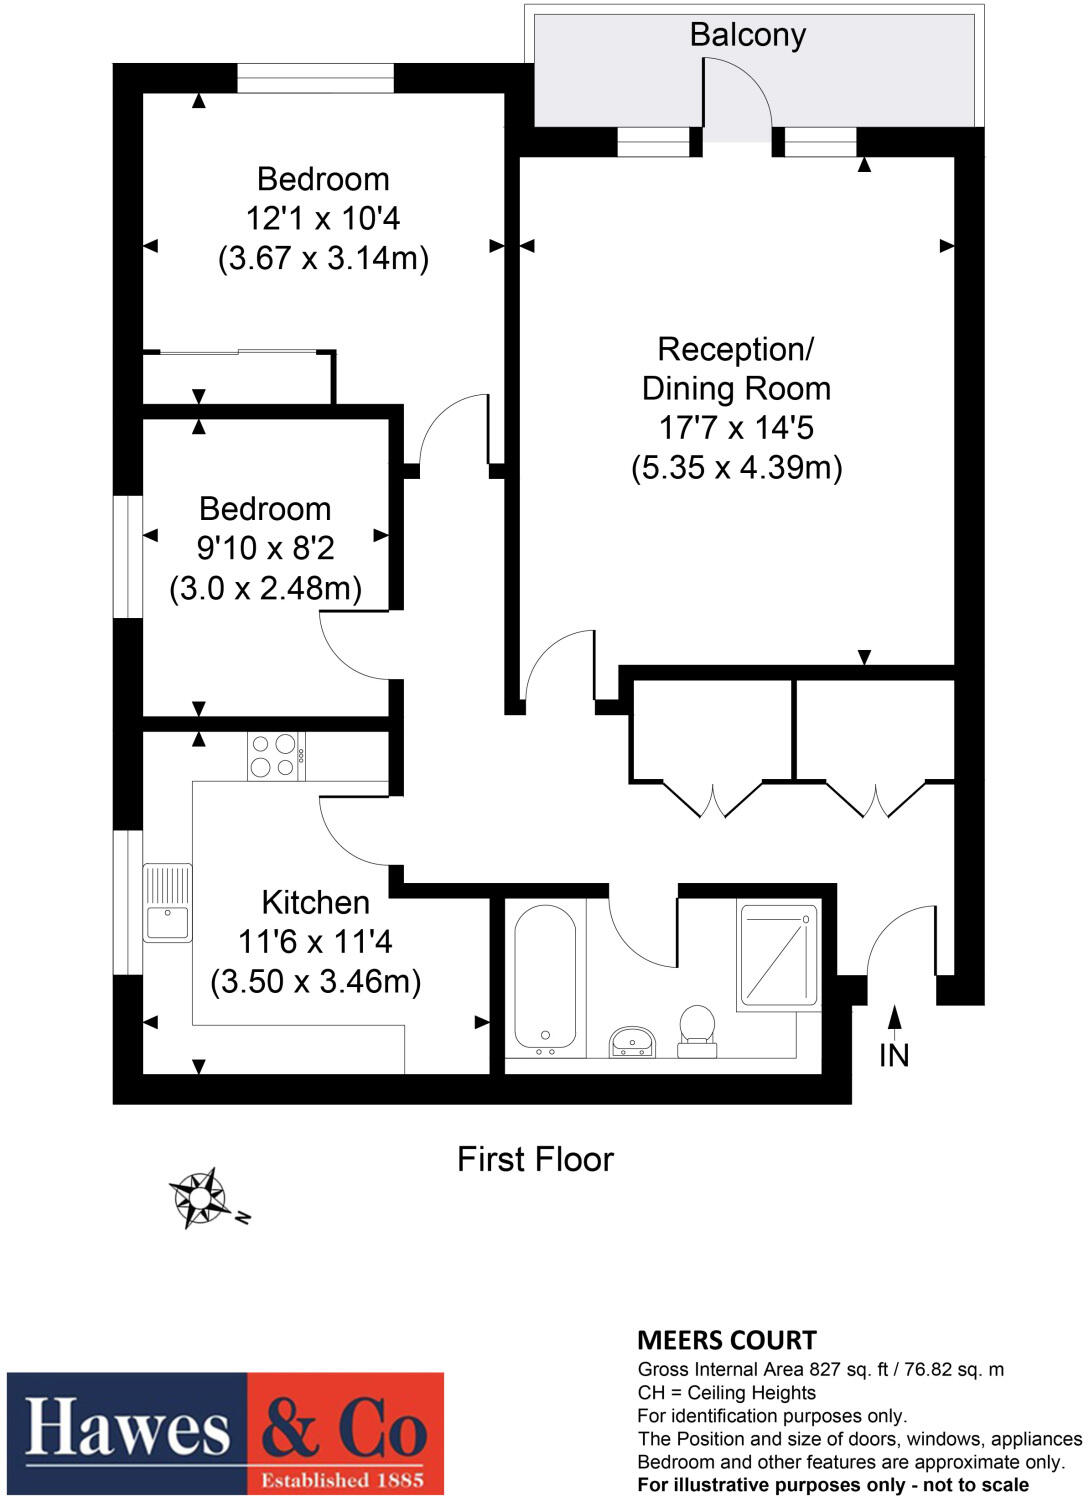 Balcony
Bedroom
12'1 x 10'4
(3.67 x 3.14m)
Reception/
Dining Room
17'7 x 14'5
(5.35 x 4.39m)
Bedroom
9'10 x 8'2
(3.0 x 2.48m)
Kitchen
11'6 x 11'4
(3.50 x 3.46m)
IN
First Floor
N
MEERS COURT
Gross Internal Area 827 sq. ft / 76.82 sq. m
CH = Ceiling Heights
For identification purposes only.
The Position and size of doors, windows, appliances
Bedroom and other features are approximate only.
For illustrative purposes only - not to scale
Hawes & Co
Established 1885